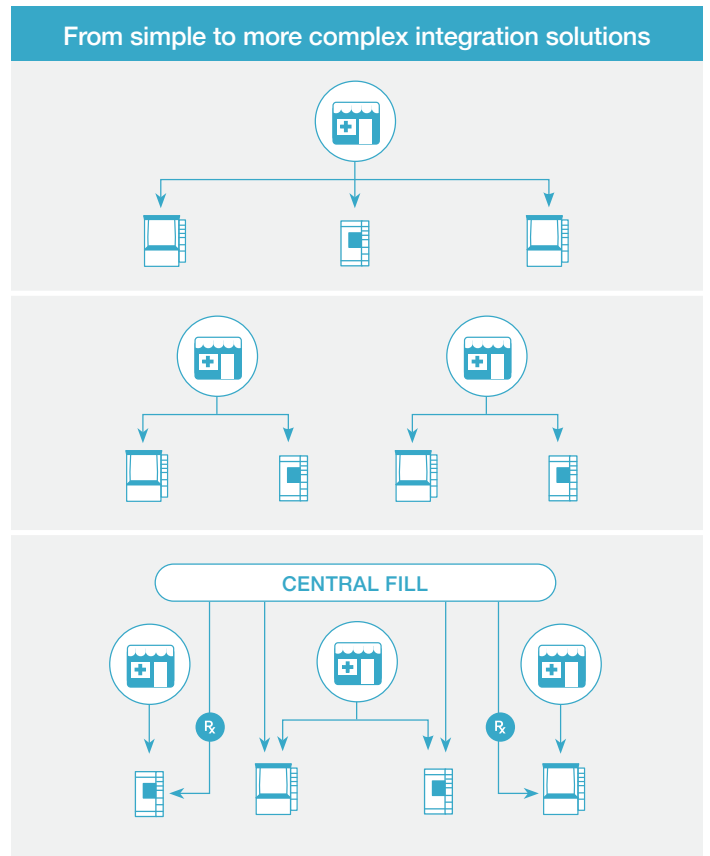 From simple to more complex integration solutions
CENTRAL FILL
Rx
Rx